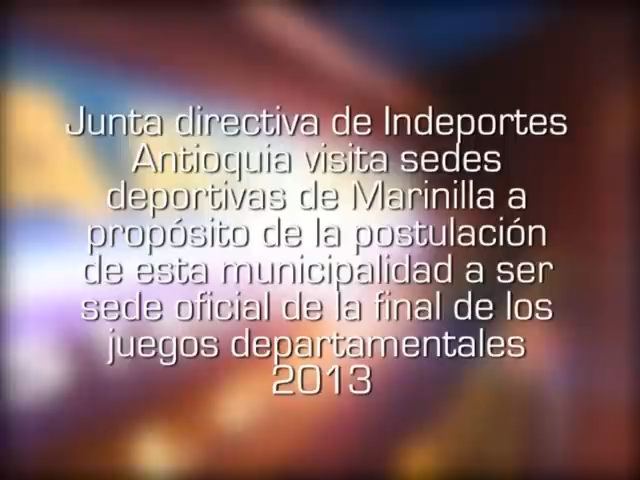 Junta directiva de Indeportes
Antioquia visita sedes
deportivas de Marinilla a
propósito de la postulación
de esta municipalidad a ser
sede oficial de la final de los
juegos departamentales
2013